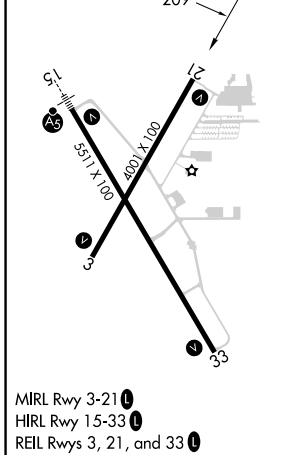 209
21
15
A5
V
V
5511 X 100
4001 X 100
V
3
V
33
MIRL Rwy 3-21 L
HIRL Rwy 15-33 L
REIL Rwys 3, 21, and 33 L